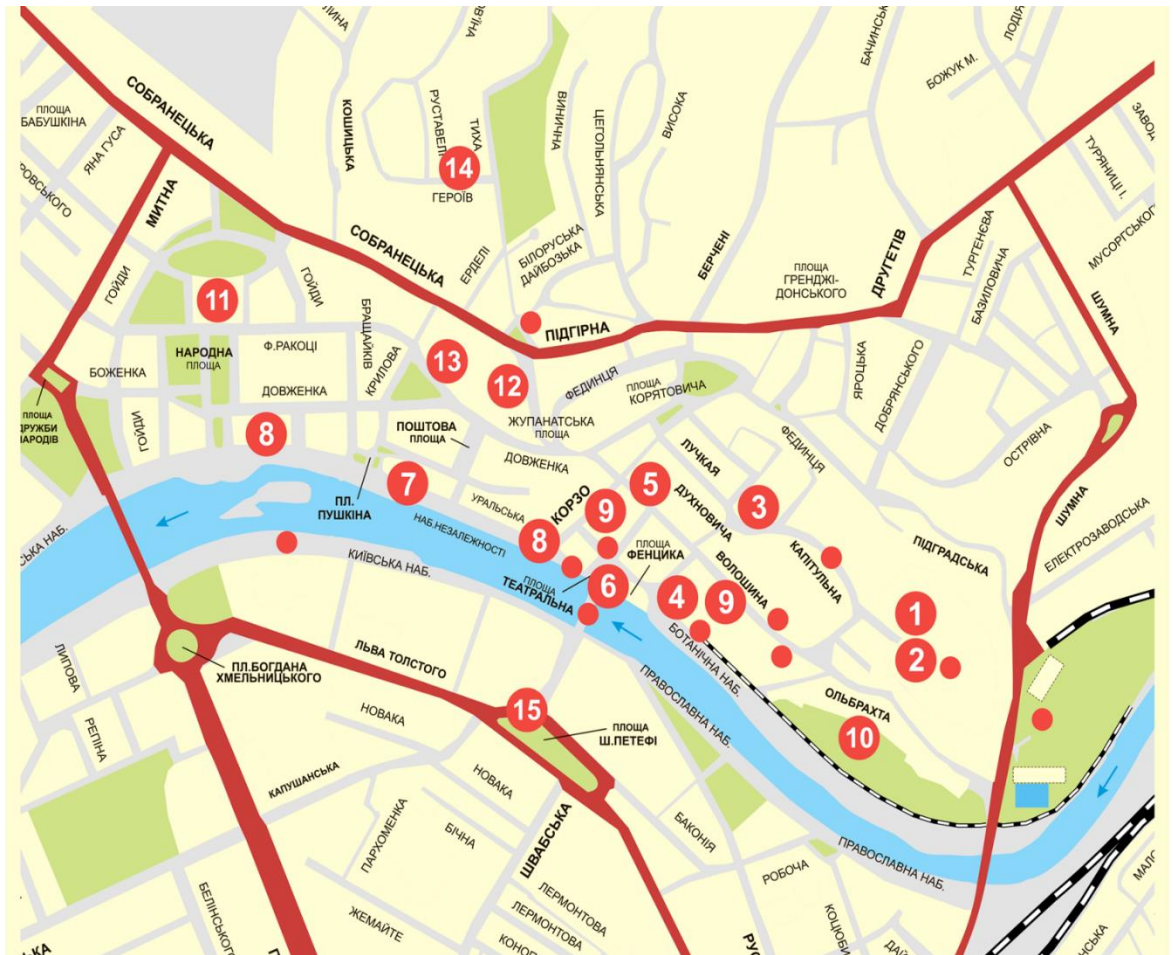 СОБРАНЕЦЬКА
ПЛОЩА
БАБУШКІНА
ЯНА ГУСА
МИТНА
КОШИЦЬКА
РУСТАВЕЛІ
ТИХА
14
ГЕРОЇВ
ВИНИЧНА
ЦЕГОЛЬНЯНСЬКА
ВИСОКА
БАЧИНСЬ
БОЖУК М.
ЛОДІЯ
ЗАВОД
ТУРЯНИЦІ І.
МУСОРГСЬКОГО
БЕРЧЕНІ
ПЛОЩА
ГРЕНДЖІ-
ДОНСЬКОГО
ДРУГЕТІВ
ТУРГЕНЄВА
БАЗИЛОВИЧА
ШУМНА
ГОЙДИ
11
ГОЙДИ
СОБРАНЕЦЬКА
ЕРДЕЛІ
БІЛОРУСЬКА
ДАЙБОЗЬКА
ПІДГІРНА
БРАЩАЙКІВ
КРИЛОВА
НАРОДНА
ПЛОЩА
Ф.РАКОЦІ
БОЖЕНКА
ДОВЖЕНКА
13
12
ФЕДИНЦЯ
ПЛОЩА
КОРЯТОВИЧА
ЯРОЦЬКА
ДОБРЯНСЬКОГО
ПЛОЩА
ДРУЖБИ
НАРОДІВ
ГОЙДИ
8
ПОШТОВА
ПЛОЩА
ЖУПАНАТСЬКА
ПЛОЩА
ДОВЖЕНКА
ЛУЧКАЯ
ФЕДИНЦЯ
ОСТРІВНА
7
ПЛ.
ПУШКІНА
УРАЛЬСЬКА
КОРЗО
9
5
ДУХНОВИЧА
3
ПІДГРАДСЬКА
ШУМНА
ЕЛЕКТРОЗАВОДСЬКА
НАБ.НЕЗАЛЕЖНОСТІ
8
ПЛОЩА
ФЕНЦИКА
ВОЛОШИНА
КАПІТУЛЬНА
КИЇВСЬКА НАБ.
ПЛОЩА
ТЕАТРАЛЬНА
6
4
9
1
2
БОТАНІЧНА НАБ.
ПРАВОСЛАВНА НАБ.
ЛИПОВА
ПЛ.БОГДАНА
ХМЕЛЬНИЦЬКОГО
ЛЬВА ТОЛСТОГО
ОЛЬБРАХТА
10
НОВАКА
15
ПЛОЩА
Ш.ПЕТЕФІ
РЕПІНА
КАПУШАНСЬКА
НОВАКА
ПАРХОМЕНКА
БІЧНА
ШВАБСЬКА
БАКОНІЯ
ПРАВОСЛАВНА НАБ.
РОБОЧА
БЕЛІНСЬКОГО
ЖЕМАЙТЕ
ЛЕРМОНТОВА
ЛЕРМОНТОВА
КОНОП
КОЦЮБИ